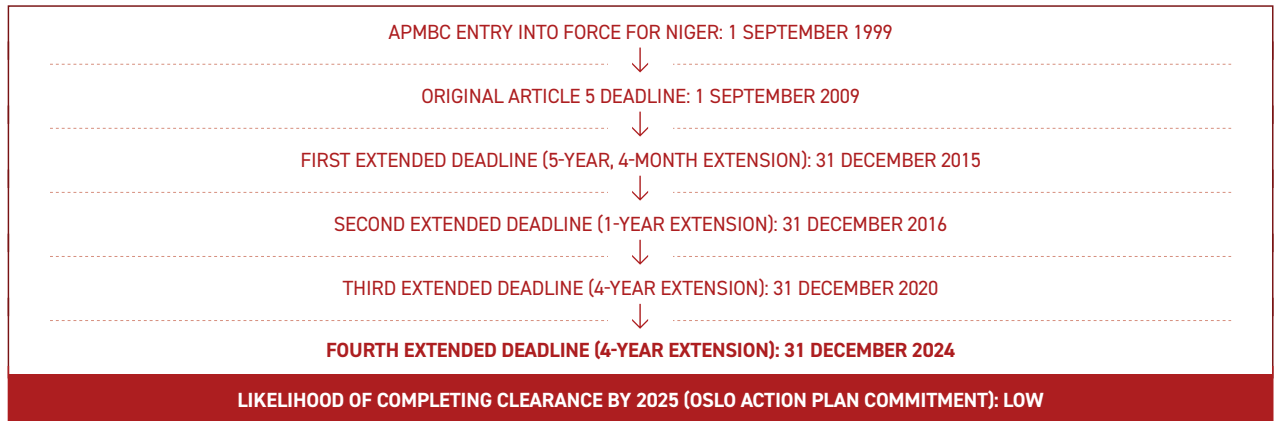 APMBC ENTRY INTO FORCE FOR NIGER: 1 SEPTEMBER 1999
ORIGINAL ARTICLE 5 DEADLINE: 1 SEPTEMBER 2009
FIRST EXTENDED DEADLINE (5-YEAR, 4-MONTH EXTENSION): 31 DECEMBER 2015
SECOND EXTENDED DEADLINE (1-YEAR EXTENSION): 31 DECEMBER 2016
THIRD EXTENDED DEADLINE (4-YEAR EXTENSION): 31 DECEMBER 2020
FOURTH EXTENDED DEADLINE (4-YEAR EXTENSION): 31 DECEMBER 2024
LIKELIHOOD OF COMPLETING CLEARANCE BY 2025 (OSLO ACTION PLAN COMMITMENT): LOW